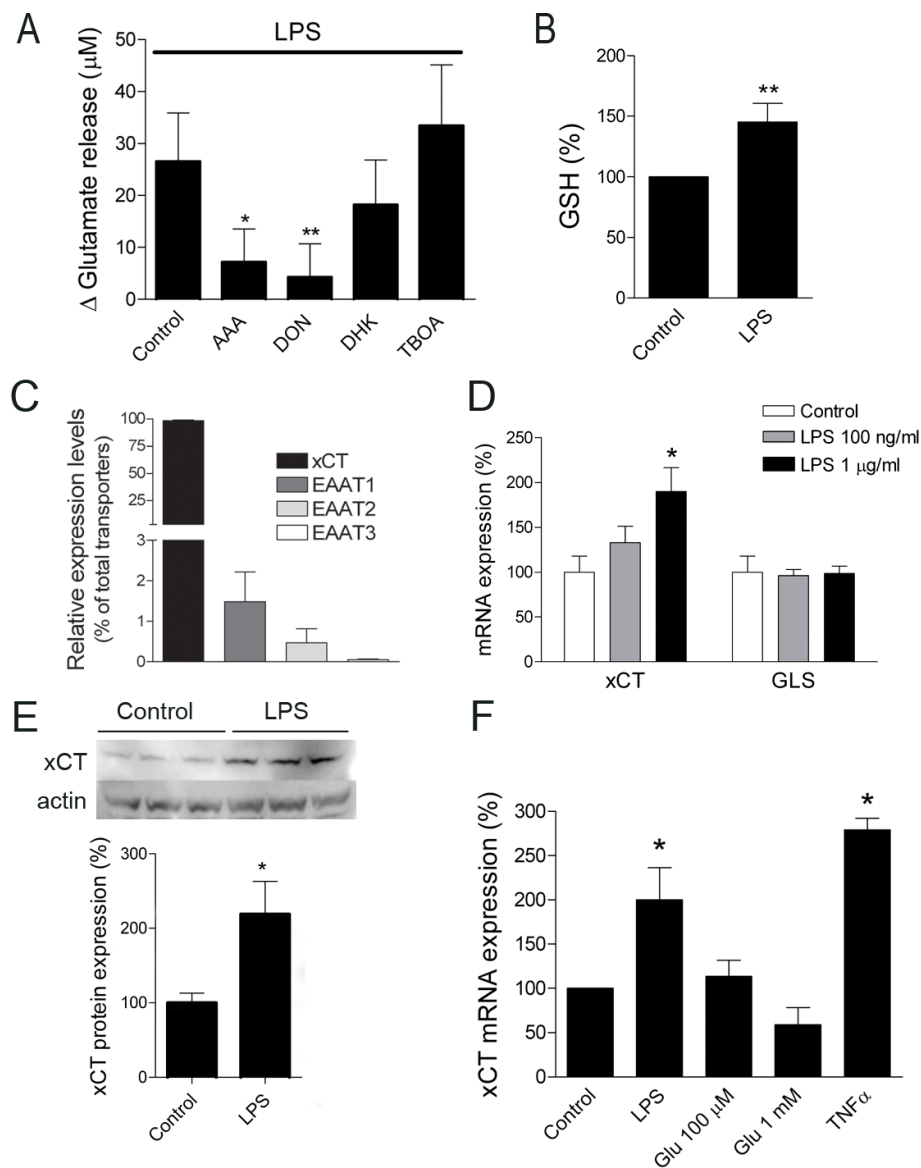 A
LPS
Δ Glutamate release (μM)
50
40
30
20
10
0
*
**
Control
AAA
DON
DHK
TBOA
B
GSH (%)
200
150
100
50
0
**
Control
LPS
C
Relative expression levels
(% of total transporters)
100
75
50
25
3
2
1
0
xCT
EAAT1
EAAT2
EAAT3
D
Control
LPS 100 ng/ml
LPS 1 μg/ml
mRNA expression (%)
250
200
150
100
50
0
*
xCT
GLS
E
Control
LPS
xCT
actin
xCT protein expression (%)
300
200
100
0
*
Control
LPS
F
xCT mRNA expression (%)
300
250
200
150
100
50
0
*
*
Control
LPS
Glu 100 μM
Glu 1 mM
TNFα